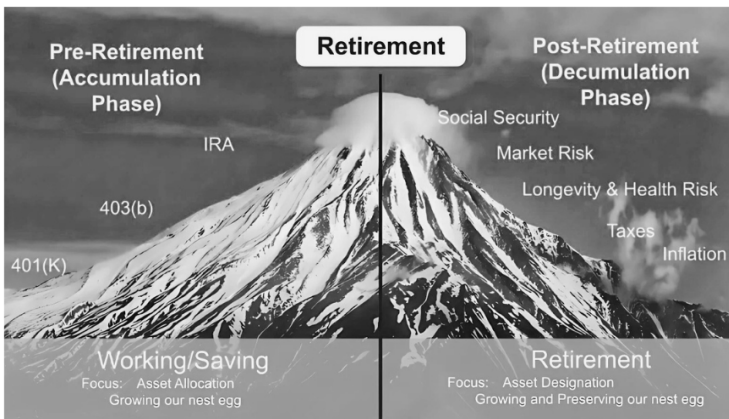 Retirement
Pre-Retirement
(Accumulation
Phase)
IRA
403(b)
401(K)
Post-Retirement
(Decumulation
Phase)
Social Security
Market Risk
Longevity & Health Risk
Taxes
Inflation
Working/Saving
Focus: Asset Allocation
Growing our nest egg
Retirement
Focus: Asset Designation
Growing and Preserving our nest egg